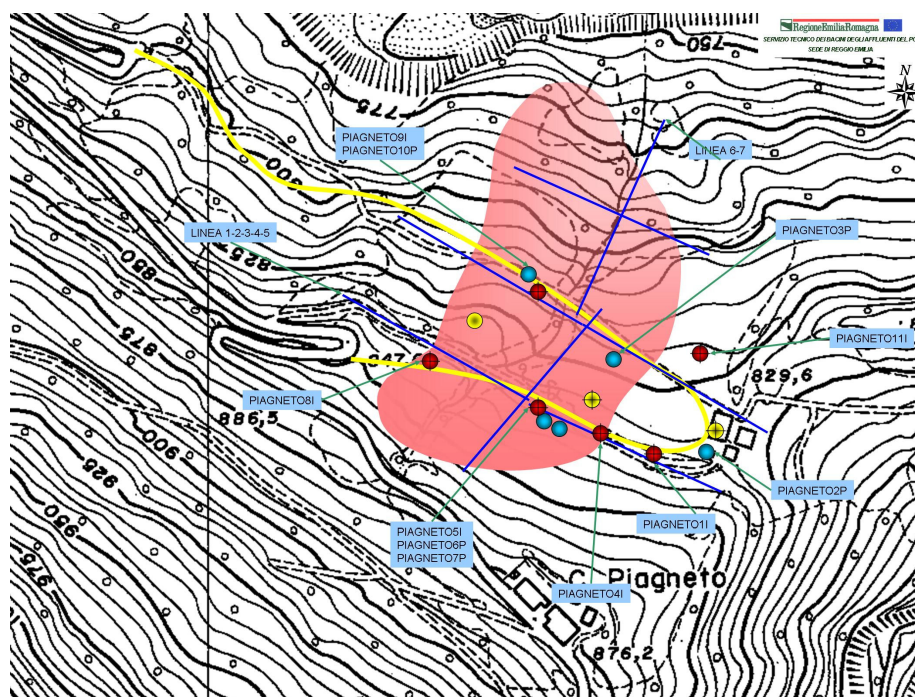 RegioneEmiliaRomagna
SERVIZIO TECNICO DEI BACINI DEGLI AFFLUENTI DEL PO
SEDE DI REGGIO EMILIA
N
750
775
PIAGNETO9I
PIAGNETO10P
LINEA 6-7
800
LINEA 1-2-3-4-5
PIAGNETO3P
825
850
875
PIAGNETO11I
829,6
PIAGNETO8I
886,5
900
925
950
975
PIAGNETO2P
PIAGNETO1I
PIAGNETO5I
PIAGNETO6P
PIAGNETO7P
C. Piagneto
PIAGNETO4I
876,2